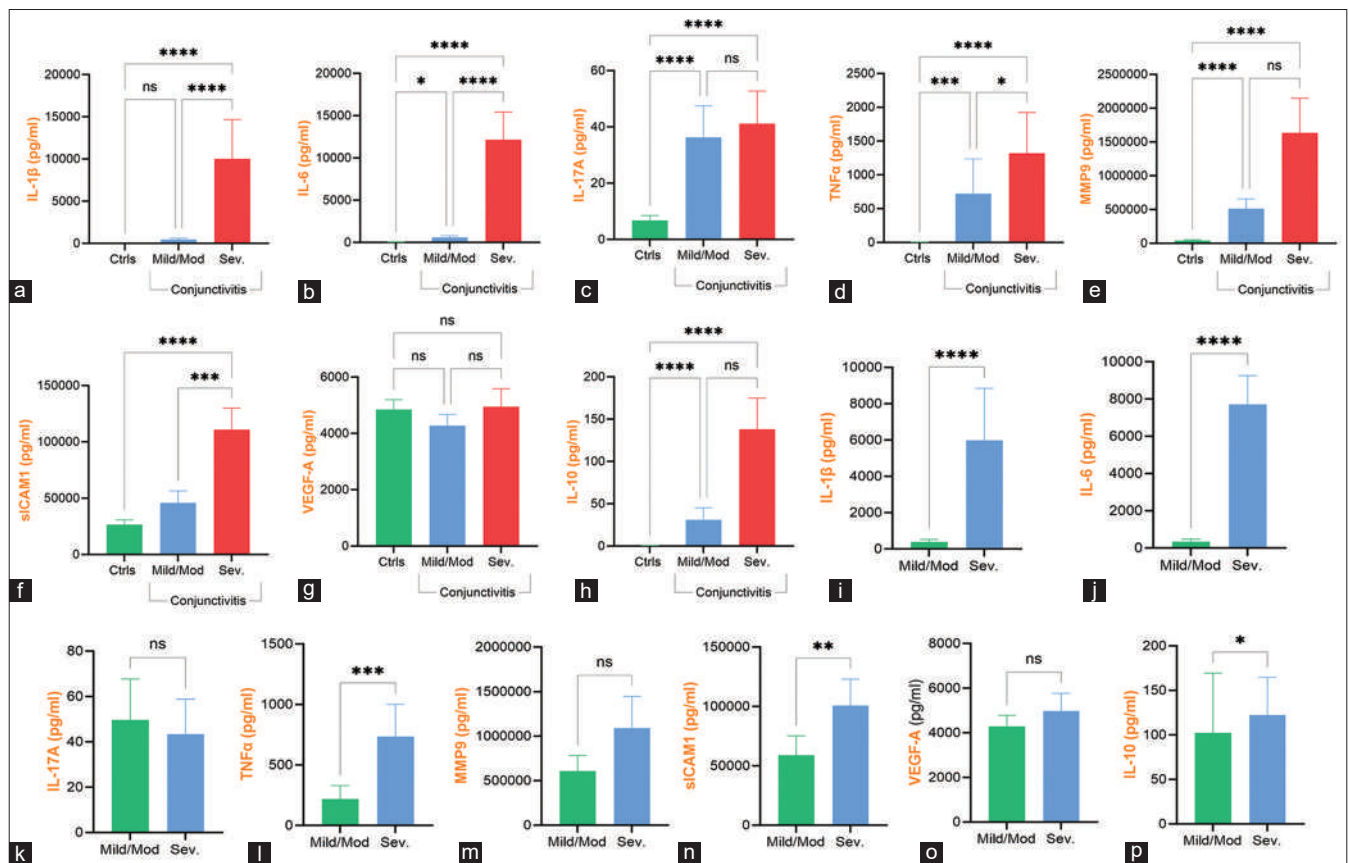 ****
ns
****
20000
15000
10000
5000
0
IL-1β (pg/ml)
Ctrls Mild/Mod Sev.
Conjunctivitis
a
****
*
****
20000
15000
10000
5000
0
IL-6 (pg/ml)
Ctrls Mild/Mod Sev.
Conjunctivitis
b
****
****
ns
60
40
20
0
IL-17A (pg/ml)
Ctrls Mild/Mod Sev.
Conjunctivitis
c
****
***
*
2500
2000
1500
1000
500
0
TNFα (pg/ml)
Ctrls Mild/Mod Sev.
Conjunctivitis
d
****
****
ns
2500000
2000000
1500000
1000000
500000
0
MMP9 (pg/ml)
Ctrls Mild/Mod Sev.
Conjunctivitis
e
****
***
150000
100000
50000
0
sICAM1 (pg/ml)
Ctrls Mild/Mod Sev.
Conjunctivitis
f
ns
ns
ns
8000
6000
4000
2000
0
VEGF-A (pg/ml)
Ctrls Mild/Mod Sev.
Conjunctivitis
g
****
****
ns
200
150
100
50
0
IL-10 (pg/ml)
Ctrls Mild/Mod Sev.
Conjunctivitis
h
****
10000
8000
6000
4000
2000
0
IL-1β (pg/ml)
Mild/Mod Sev.
i
****
10000
8000
6000
4000
2000
0
IL-6 (pg/ml)
Mild/Mod Sev.
j
ns
80
60
40
20
0
IL-17A (pg/ml)
Mild/Mod Sev.
k
***
1500
1000
500
0
TNFα (pg/ml)
Mild/Mod Sev.
l
ns
2000000
1500000
1000000
500000
0
MMP9 (pg/ml)
Mild/Mod Sev.
m
**
150000
100000
50000
0
sICAM1 (pg/ml)
Mild/Mod Sev.
n
ns
8000
6000
4000
2000
0
VEGF-A (pg/ml)
Mild/Mod Sev.
o
*
200
150
100
50
0
IL-10 (pg/ml)
Mild/Mod Sev.
p